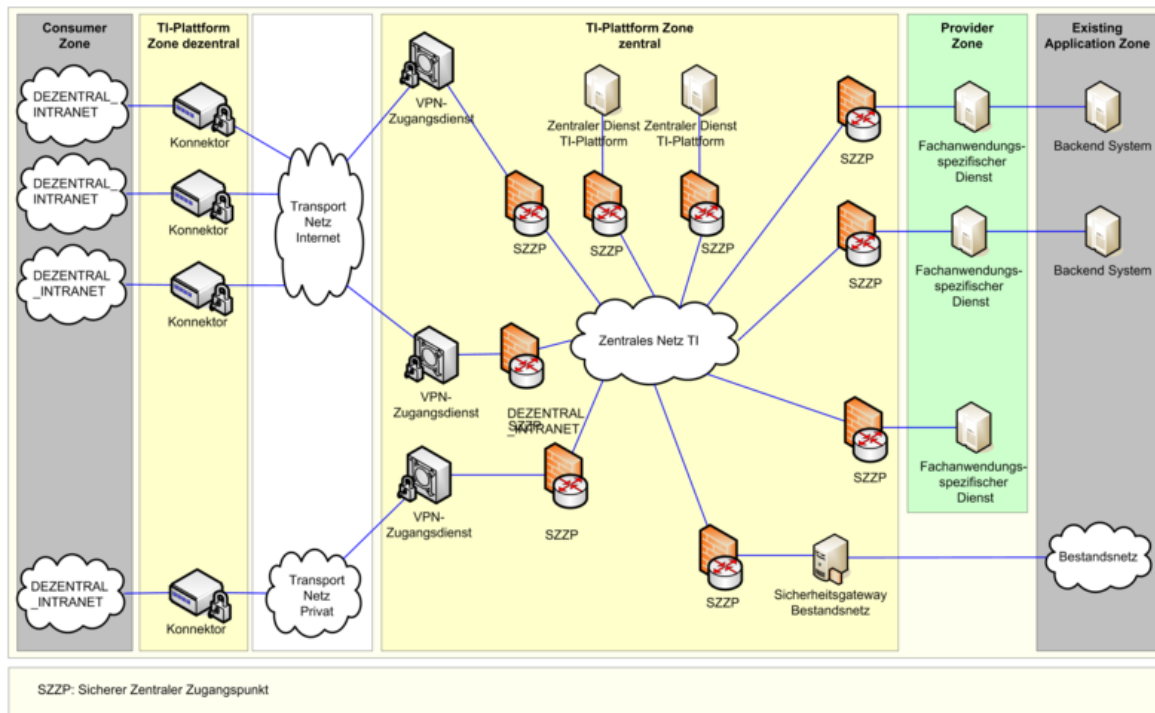 Consumer
Zone
TI-Plattform
Zone dezentral
TI-Plattform Zone
zentral
Provider
Zone
Existing
Application Zone
DEZENTRAL_
INTRANET
Konnektor
DEZENTRAL_
INTRANET
Konnektor
DEZENTRAL
_INTRANET
Konnektor
DEZENTRAL
_INTRANET
Konnektor
Transport
Netz
Internet
Transport
Netz
Privat
VPN-
Zugangsdienst
SZZP
Zentraler Dienst
TI-Plattform
SZZP
Zentraler Dienst
TI-Plattform
SZZP
VPN-
Zugangsdienst
DEZENTRAL
_INTRANET
SZZP
VPN-
Zugangsdienst
SZZP
Zentrales Netz TI
SZZP
Fachanwendungs-
spezifischer
Dienst
Backend System
SZZP
Fachanwendungs-
spezifischer
Dienst
Backend System
SZZP
Fachanwendungs-
spezifischer
Dienst
SZZP
Sicherheitsgateway
Bestandsnetz
Bestandsnetz
SZZP: Sicherer Zentraler Zugangspunkt